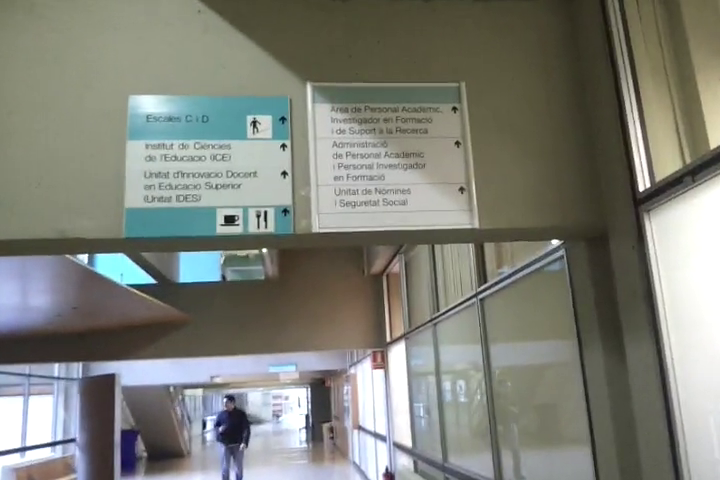 Escales C i D
Institut de Ciències
de l'Educació (ICE)
Unitat d'Innovacio Docent
en Educació Superior
(Unitat IDES)
Àrea de Personal Acadèmic,
Investigador en Formació
i de Suport a la Recerca
Administració
de Personal Acadèmic
i Personal Investigador
en Formació
Unitat de Nòmines
i Seguretat Social